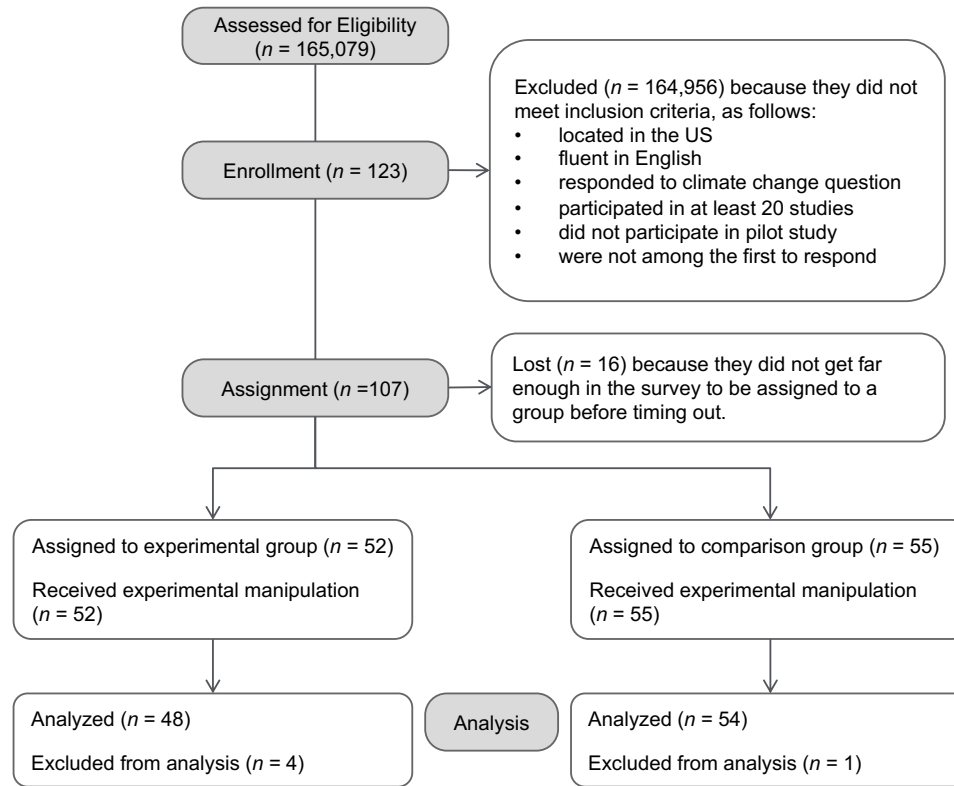 Assessed for Eligibility
(n = 165,079)
Excluded (n = 164,956) because they did not
meet inclusion criteria, as follows:
• located in the US
• fluent in English
• responded to climate change question
• participated in at least 20 studies
• did not participate in pilot study
• were not among the first to respond
Enrollment (n = 123)
Lost (n = 16) because they did not get far
enough in the survey to be assigned to a
group before timing out.
Assignment (n =107)
Assigned to experimental group (n = 52)
Received experimental manipulation
(n = 52)
Assigned to comparison group (n = 55)
Received experimental manipulation
(n = 55)
Analyzed (n = 48)
Excluded from analysis (n = 4)
Analysis
Analyzed (n = 54)
Excluded from analysis (n = 1)